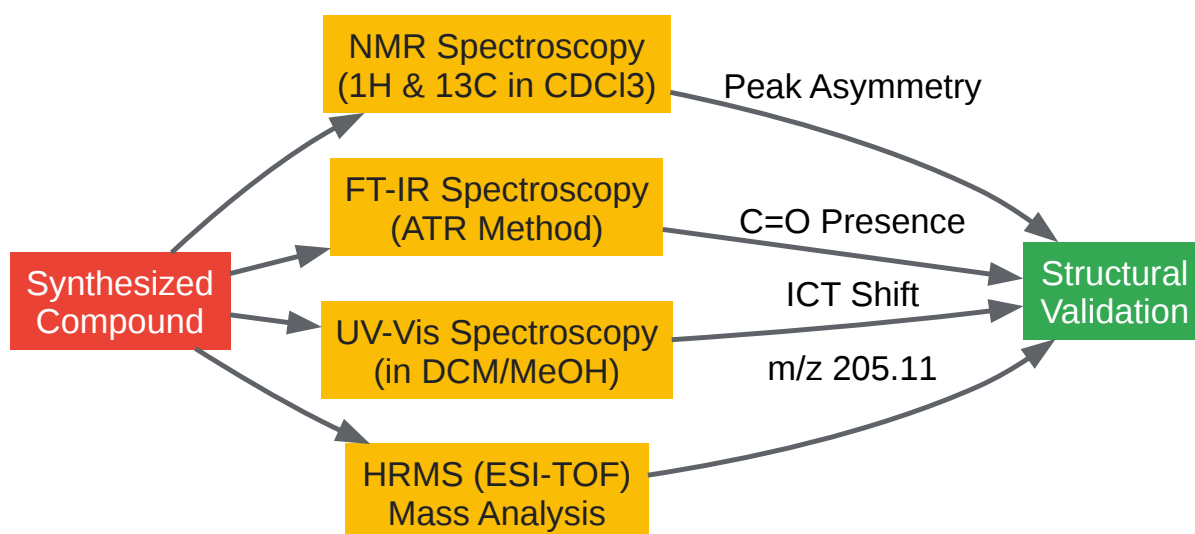 NMR Spectroscopy
(1H & 13C in CDCl3)
Peak Asymmetry
FT-IR Spectroscopy
(ATR Method)
C=O Presence
Synthesized
Compound
Structural
Validation
ICT Shift
UV-Vis Spectroscopy
(in DCM/MeOH)
m/z 205.11
HRMS (ESI-TOF)
Mass Analysis